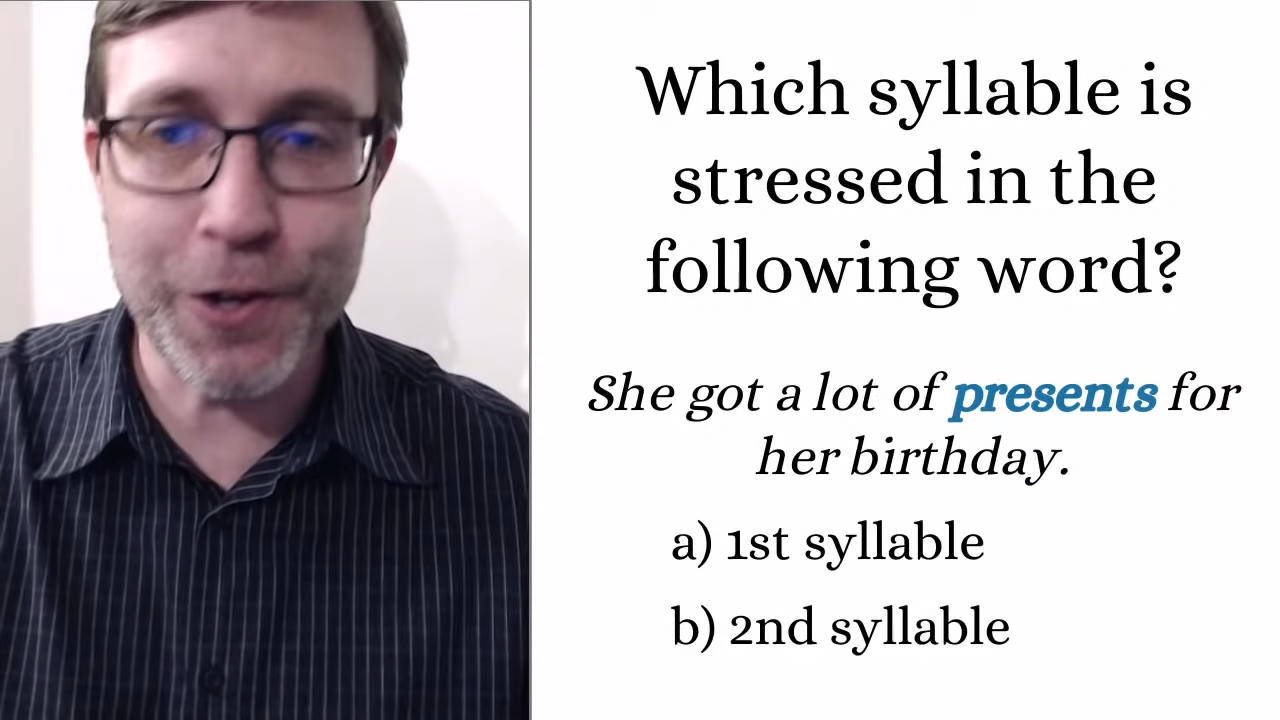 Which syllable is
stressed in the
following word?
She got a lot of presents for
her birthday.
a) 1st syllable
b) 2nd syllable